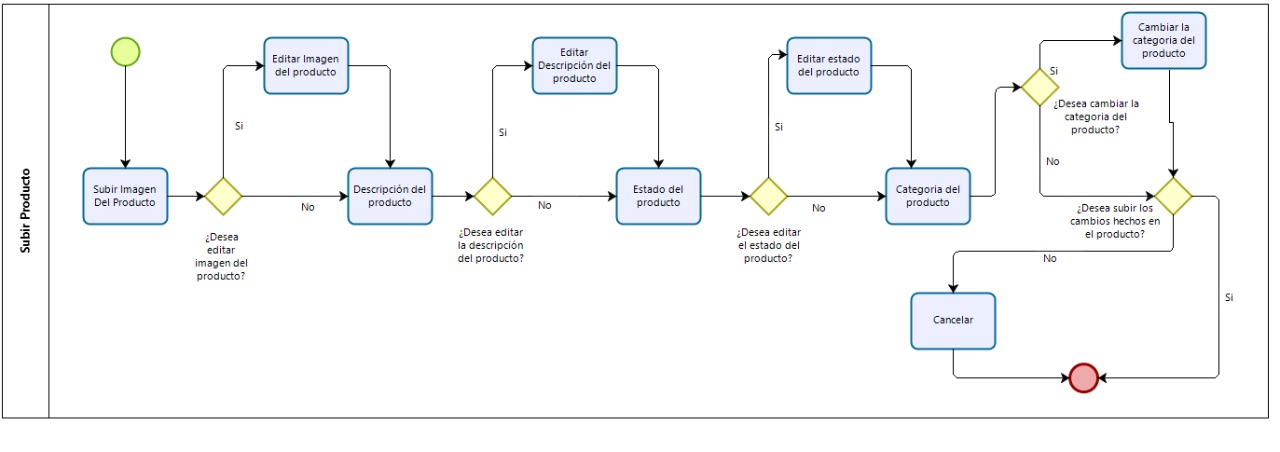 Subir Producto
Subir Imagen
Del Producto
¿Desea
editar
imagen del
producto?
Si
No
Editar Imagen
del producto
Descripción del
producto
¿Desea editar
la descripción
del producto?
Si
No
Editar
Descripción del
producto
Estado del
producto
¿Desea editar
el estado del
producto?
Si
No
Editar estado
del producto
Categoria del
producto
¿Desea cambiar la
categoria del
producto?
Si
No
Cambiar la
categoria del
producto
¿Desea subir los
cambios hechos en
el producto?
No
Si
Cancelar